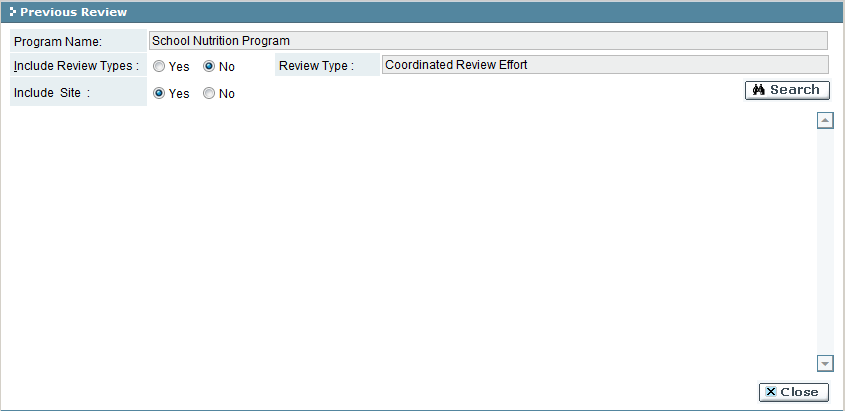 Previous Review
Program Name: School Nutrition Program
Include Review Types : Yes No Review Type : Coordinated Review Effort
Include Site : Yes No
Search
Close